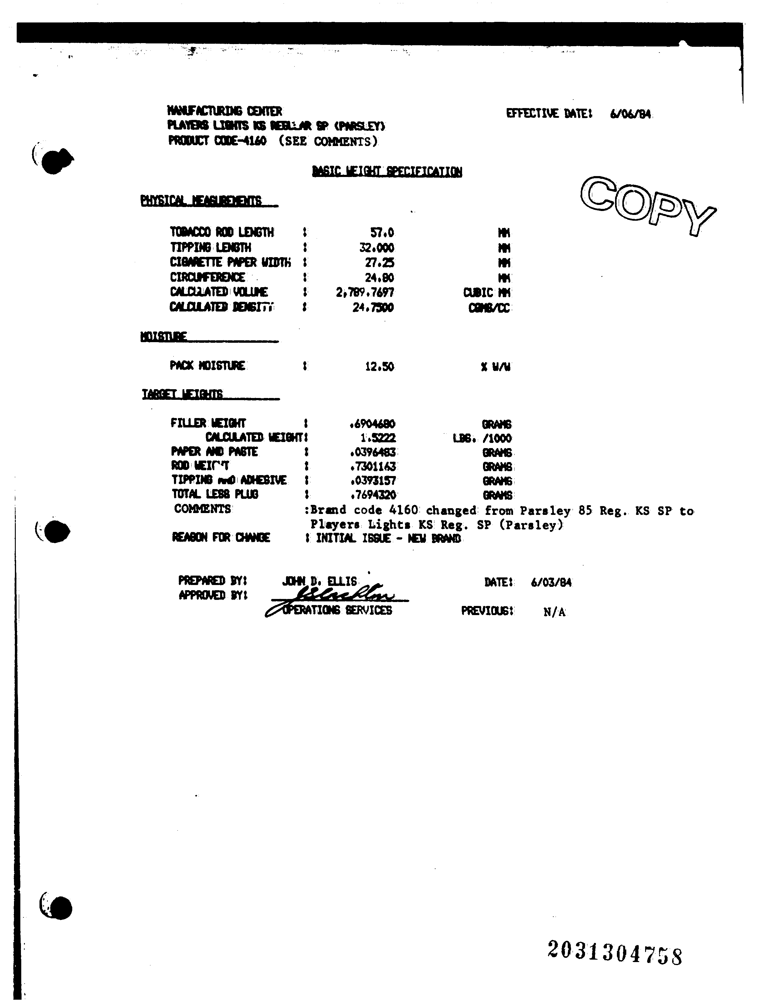 MANUFACTURING CENTER EFFECTIVE DATE: 6/06/84
PLAYERS LIGHTS KS REGULAR SP (PARSLEY)
PRODUCT CODE-4160 (SEE COMMENTS)
BASIC WEIGHT SPECIFICATION
COPY
PHYSICAL MEASUREMENTS
TOBACCO ROD LENGTH : 57.0 MM
TIPPING LENGTH : 32.000 MM
CIGARETTE PAPER WIDTH : 27.25 MM
CIRCUMFERENCE : 24.80 MM
CALCULATED VOLUME : 2,789.7697 CUBIC MM
CALCULATED DENSITY : 24.7500 CGMS/CC
MOISTURE
PACK MOISTURE : 12.50 % W/W
TARGET WEIGHTS
FILLER WEIGHT : .6904680 GRAMS
CALCULATED WEIGHT: 1.5222 LBS. /1000
PAPER AND PASTE : .0396483 GRAMS
ROD WEIGHT : .7301163 GRAMS
TIPPING AND ADHESIVE : .0393157 GRAMS
TOTAL LESS PLUG : .7694320 GRAMS
COMMENTS :Brand code 4160 changed from Parsley 85 Reg. KS SP to
Players Lights KS Reg. SP (Parsley)
REASON FOR CHANGE : INITIAL ISSUE - NEW BRAND
PREPARED BY: JOHN D. ELLIS DATE: 6/03/84
APPROVED BY:
OPERATIONS SERVICES PREVIOUS: N/A
2031304758